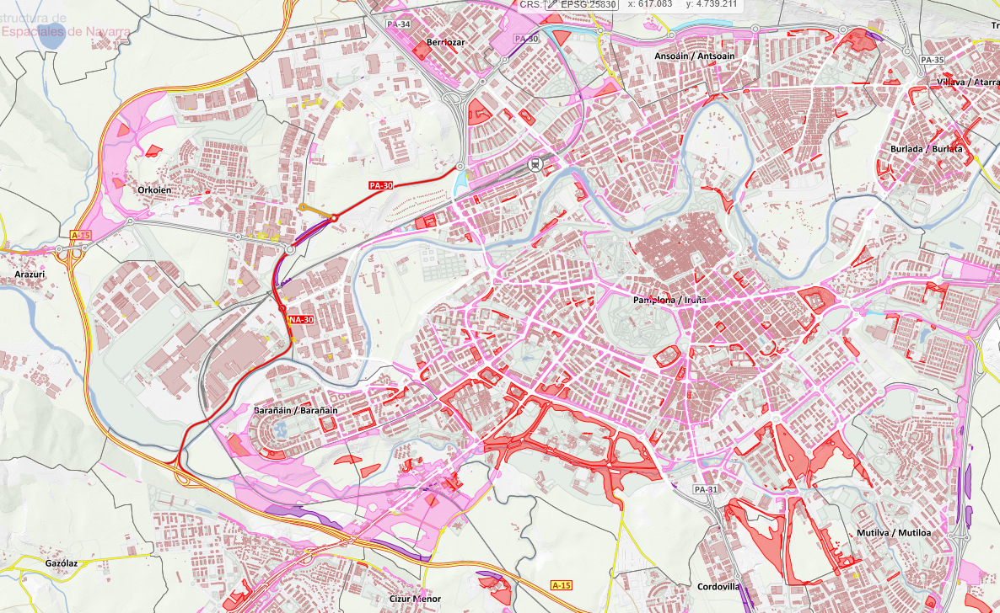 CRS: EPSG:25830 x: 617.083 y: 4.739.211
structura de
Espaciales de Navarra
PA-34
Berriozar
PA-30
Ansoáin / Antsoain
PA-35
Villava / Atarra
Burlada / Burlata
PA-30
Orkoien
A-15
Arazuri
Pamplona / Iruña
NA-30
Barañáin / Barañain
PA-31
Mutilva / Mutiloa
Gazólaz
A-15
Cordovilla
Cizur Menor